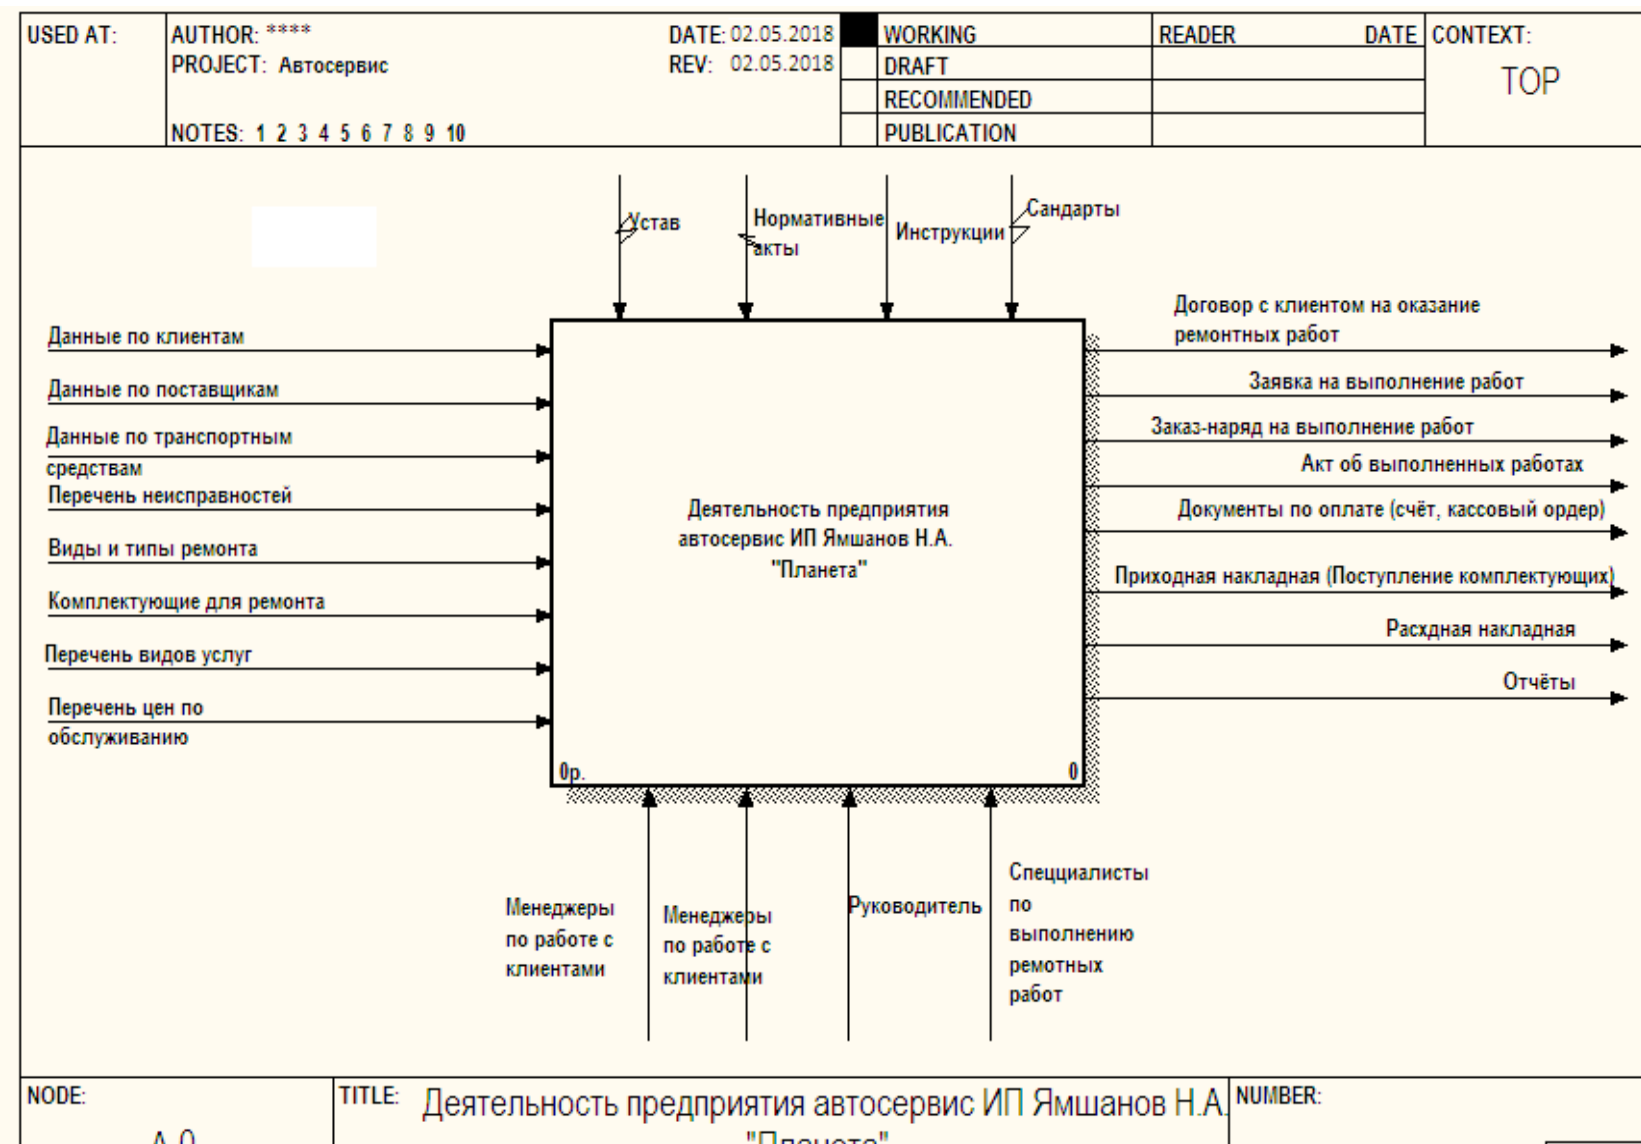 USED AT:
AUTHOR: ****
DATE: 02.05.2018
WORKING
READER
DATE
CONTEXT:
PROJECT: Автосервис
REV: 02.05.2018
DRAFT
TOP
RECOMMENDED
NOTES: 1 2 3 4 5 6 7 8 9 10
PUBLICATION
Устав
Нормативные
акты
Инструкции
Сандарты
Данные по клиентам
Данные по поставщикам
Данные по транспортным
средствам
Перечень неисправностей
Виды и типы ремонта
Комплектующие для ремонта
Перечень видов услуг
Перечень цен по
обслуживанию
Деятельность предприятия
автосервис ИП Ямшанов Н.А.
"Планета"
0р.
0
Договор с клиентом на оказание
ремонтных работ
Заявка на выполнение работ
Заказ-наряд на выполнение работ
Акт об выполненных работах
Документы по оплате (счёт, кассовый ордер)
Приходная накладная (Поступление комплектующих)
Расхдная накладная
Отчёты
Менеджеры
по работе с
клиентами
Менеджеры
по работе с
клиентами
Руководитель
Спецциалисты
по
выполнению
ремотных
работ
NODE:
A-0
TITLE:
Деятельность предприятия автосервис ИП Ямшанов Н.А.
"Планета"
NUMBER: